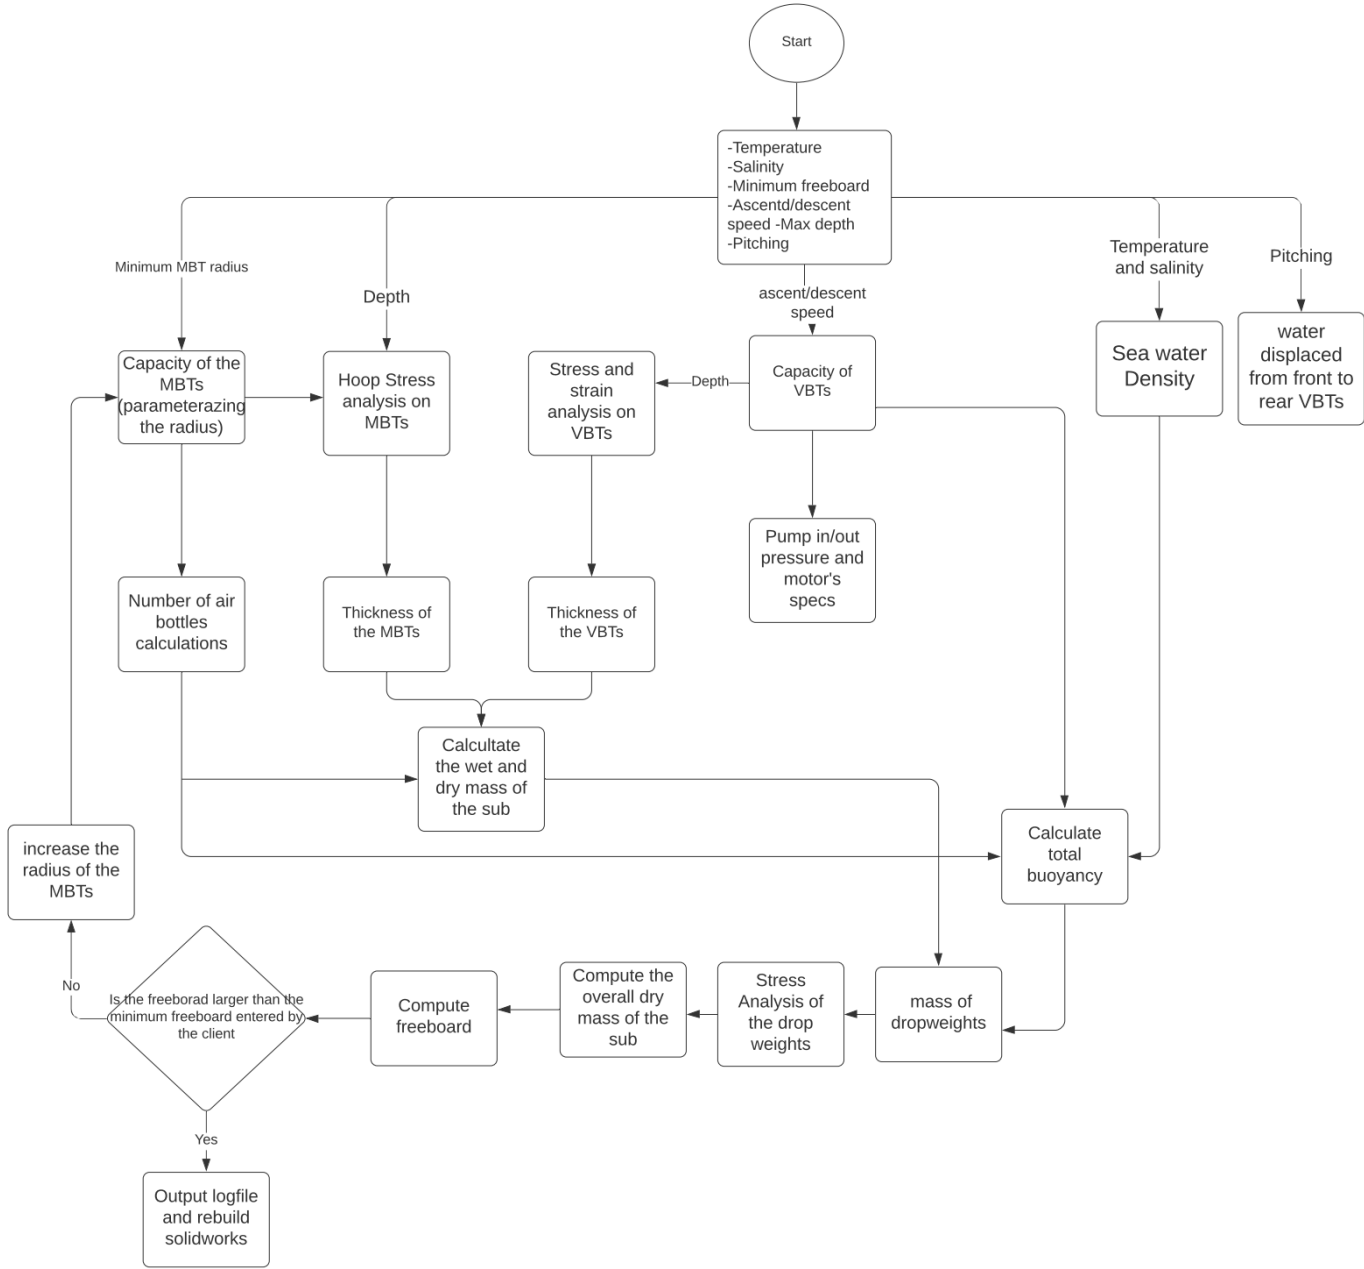 Start
-Temperature
-Salinity
-Minimum freeboard
-Ascentd/descent
speed -Max depth
-Pitching
Minimum MBT radius
Depth
ascent/descent
speed
Temperature
and salinity
Pitching
Capacity of the
MBTs
(parameterazing
the radius)
Hoop Stress
analysis on
MBTs
Stress and
strain
analysis on
VBTs
Depth
Capacity of
VBTs
Sea water
Density
water
displaced
from front to
rear VBTs
Number of air
bottles
calculations
Thickness of
the MBTs
Thickness of
the VBTs
Pump in/out
pressure and
motor's
specs
Calcultate
the wet and
dry mass of
the sub
increase the
radius of the
MBTs
Calculate
total
buoyancy
No
Is the freeborad larger than the
minimum freeboard entered by
the client
Compute
freeboard
Compute the
overall dry
mass of the
sub
Stress
Analysis of
the drop
weights
mass of
dropweights
Yes
Output logfile
and rebuild
solidworks